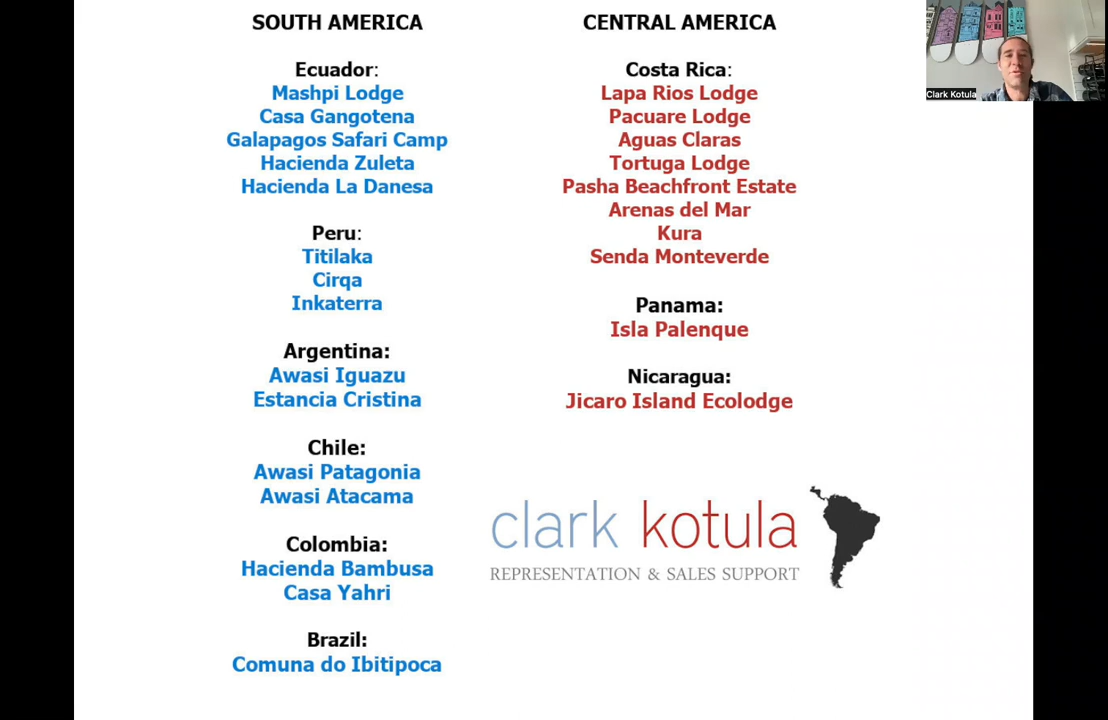 SOUTH AMERICA
Ecuador:
Mashpi Lodge
Casa Gangotena
Galapagos Safari Camp
Hacienda Zuleta
Hacienda La Danesa
Peru:
Titilaka
Cirqa
Inkaterra
Argentina:
Awasi Iguazu
Estancia Cristina
Chile:
Awasi Patagonia
Awasi Atacama
Colombia:
Hacienda Bambusa
Casa Yahri
Brazil:
Comuna do Ibitipoca
CENTRAL AMERICA
Costa Rica:
Lapa Rios Lodge
Pacuare Lodge
Aguas Claras
Tortuga Lodge
Pasha Beachfront Estate
Arenas del Mar
Kura
Senda Monteverde
Panama:
Isla Palenque
Nicaragua:
Jicaro Island Ecolodge
clark kotula
REPRESENTATION & SALES SUPPORT
Clark Kotula